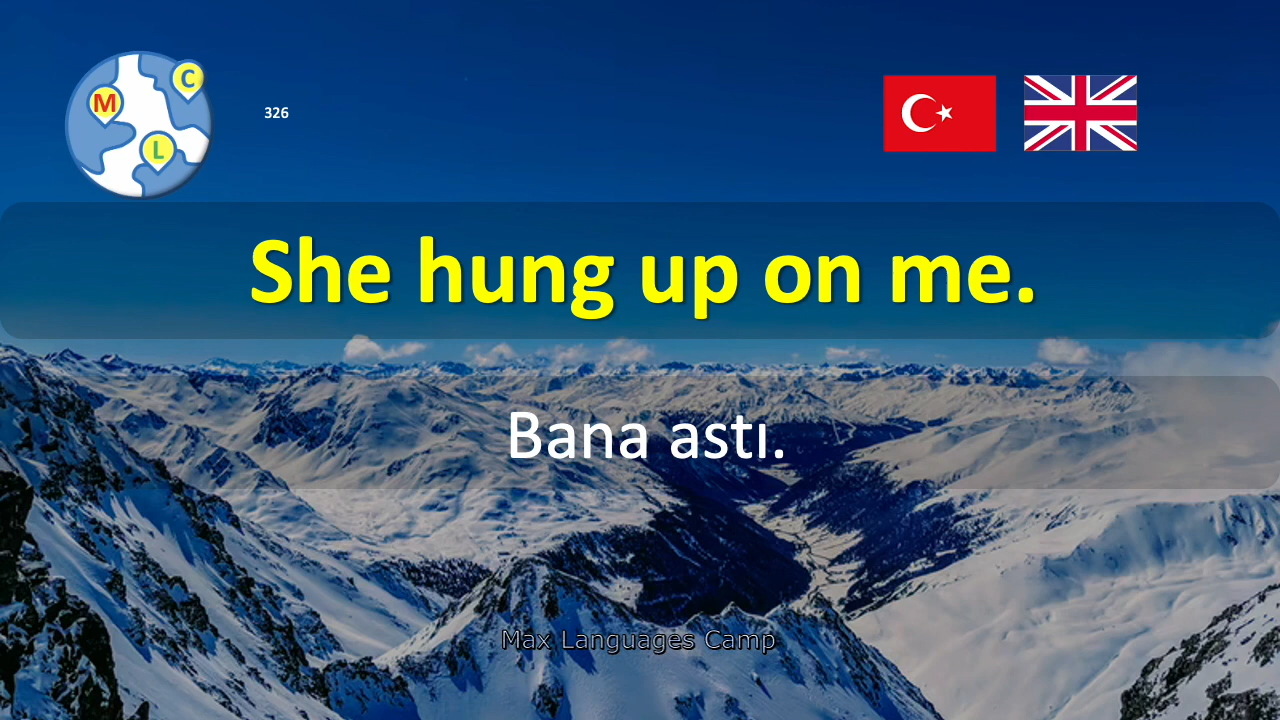 M
C
L
326
She hung up on me.
Bana astı.
Max Languages Camp